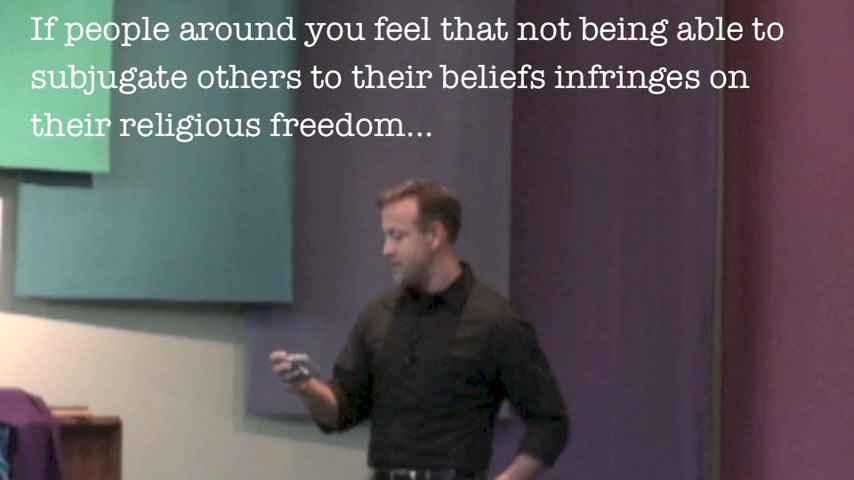 If people around you feel that not being able to
subjugate others to their beliefs infringes on
their religious freedom...